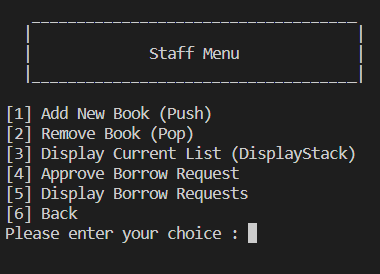 Staff Menu
[1] Add New Book (Push)
[2] Remove Book (Pop)
[3] Display Current List (DisplayStack)
[4] Approve Borrow Request
[5] Display Borrow Requests
[6] Back
Please enter your choice :